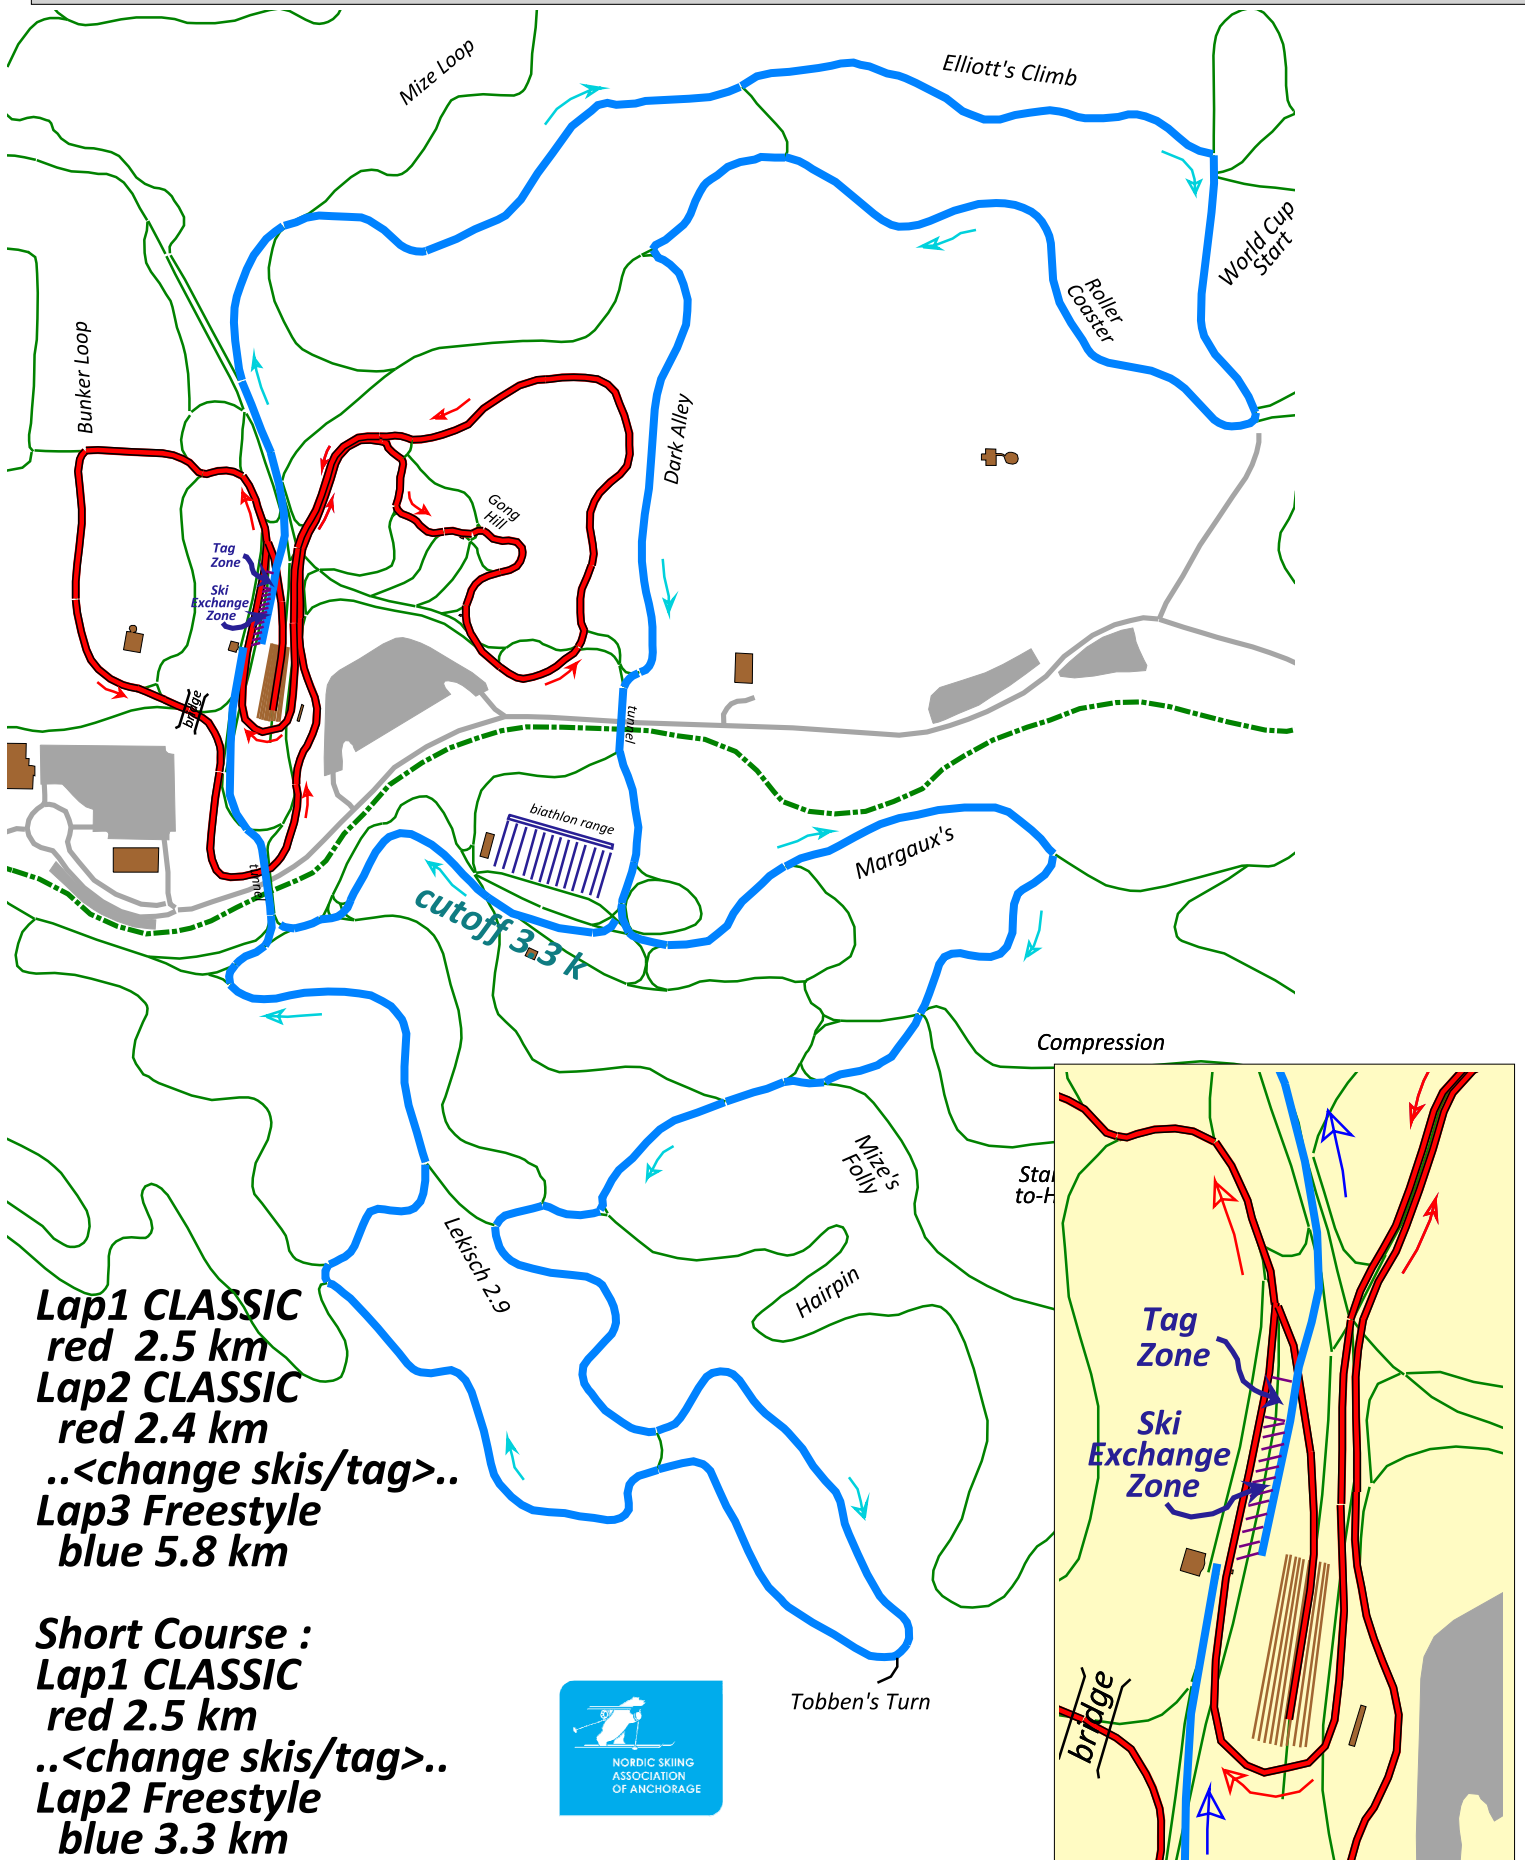 Mize Loop
Elliott's Climb
World Cup
Start
Roller
Coaster
Bunker Loop
Dark Alley
Gong
Hill
Tag
Zone
Ski
Exchange
Zone
bridge
tunnel
biathlon range
Margaux's
tunnel
cutoff 3.3 k
Compression
Mize's
Folly
Lekisch 2.9
Hairpin
Tobben's Turn
Lap1 CLASSIC
red 2.5 km
Lap2 CLASSIC
red 2.4 km
..<change skis/tag>..
Lap3 Freestyle
blue 5.8 km
Short Course :
Lap1 CLASSIC
red 2.5 km
..<change skis/tag>..
Lap2 Freestyle
blue 3.3 km
NORDIC SKIING
ASSOCIATION
OF ANCHORAGE
Tag
Zone
Ski
Exchange
Zone
bridge